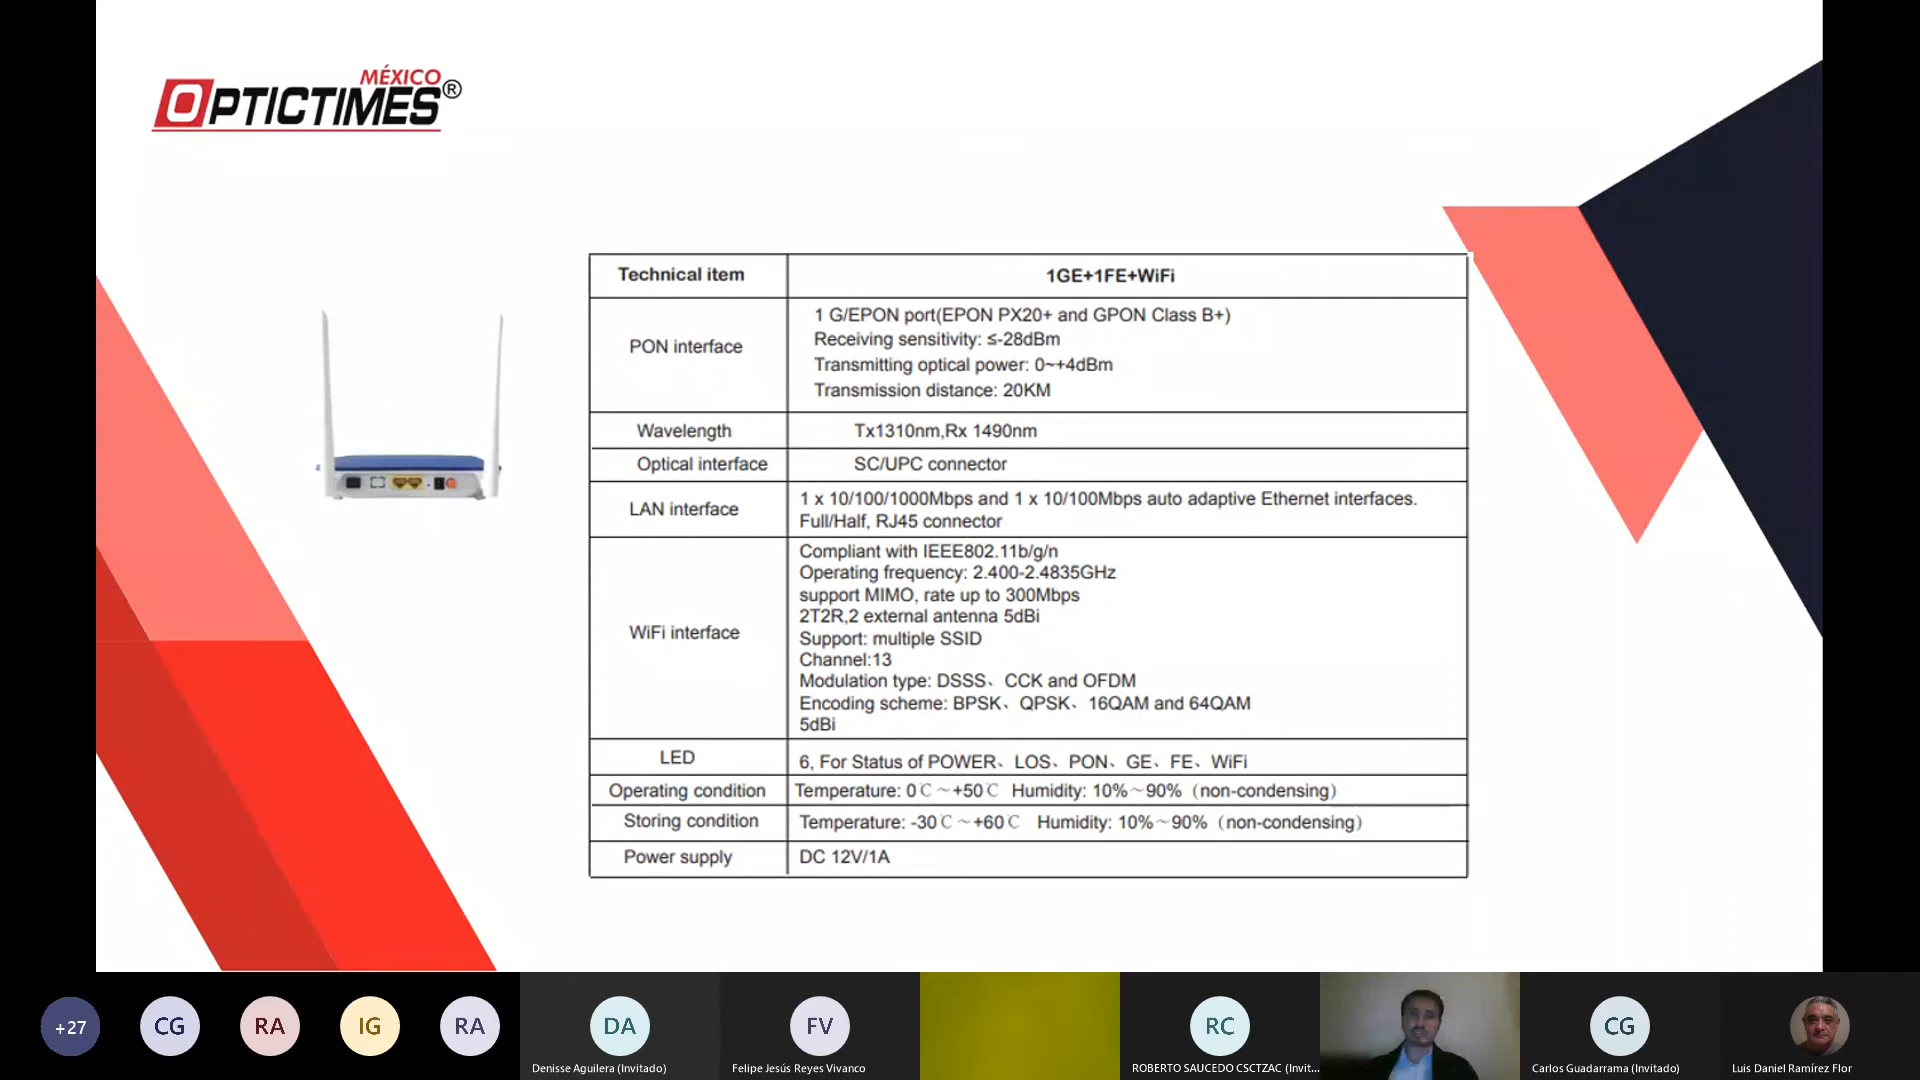 MÉXICO
OPTICTIMES®
Technical item
1GE+1FE+WiFi
PON interface
1 G/EPON port(EPON PX20+ and GPON Class B+)
Receiving sensitivity: ≤-28dBm
Transmitting optical power: 0~+4dBm
Transmission distance: 20KM
Wavelength
Tx1310nm,Rx 1490nm
Optical interface
SC/UPC connector
LAN interface
1 x 10/100/1000Mbps and 1 x 10/100Mbps auto adaptive Ethernet interfaces.
Full/Half, RJ45 connector
WiFi interface
Compliant with IEEE802.11b/g/n
Operating frequency: 2.400-2.4835GHz
support MIMO, rate up to 300Mbps
2T2R,2 external antenna 5dBi
Support: multiple SSID
Channel:13
Modulation type: DSSS、CCK and OFDM
Encoding scheme: BPSK、QPSK、16QAM and 64QAM
5dBi
LED
6, For Status of POWER、LOS、PON、GE、FE、WiFi
Operating condition
Temperature: 0℃～+50℃ Humidity: 10%～90%（non-condensing）
Storing condition
Temperature: -30℃～+60℃ Humidity: 10%～90%（non-condensing）
Power supply
DC 12V/1A
+27
CG
RA
IG
RA
DA
Denisse Aguilera (Invitado)
FV
Felipe Jesús Reyes Vivanco
RC
ROBERTO SAUCEDO CSCTZAC (Invit...
CG
Carlos Guadarrama (Invitado)
Luis Daniel Ramírez Flor